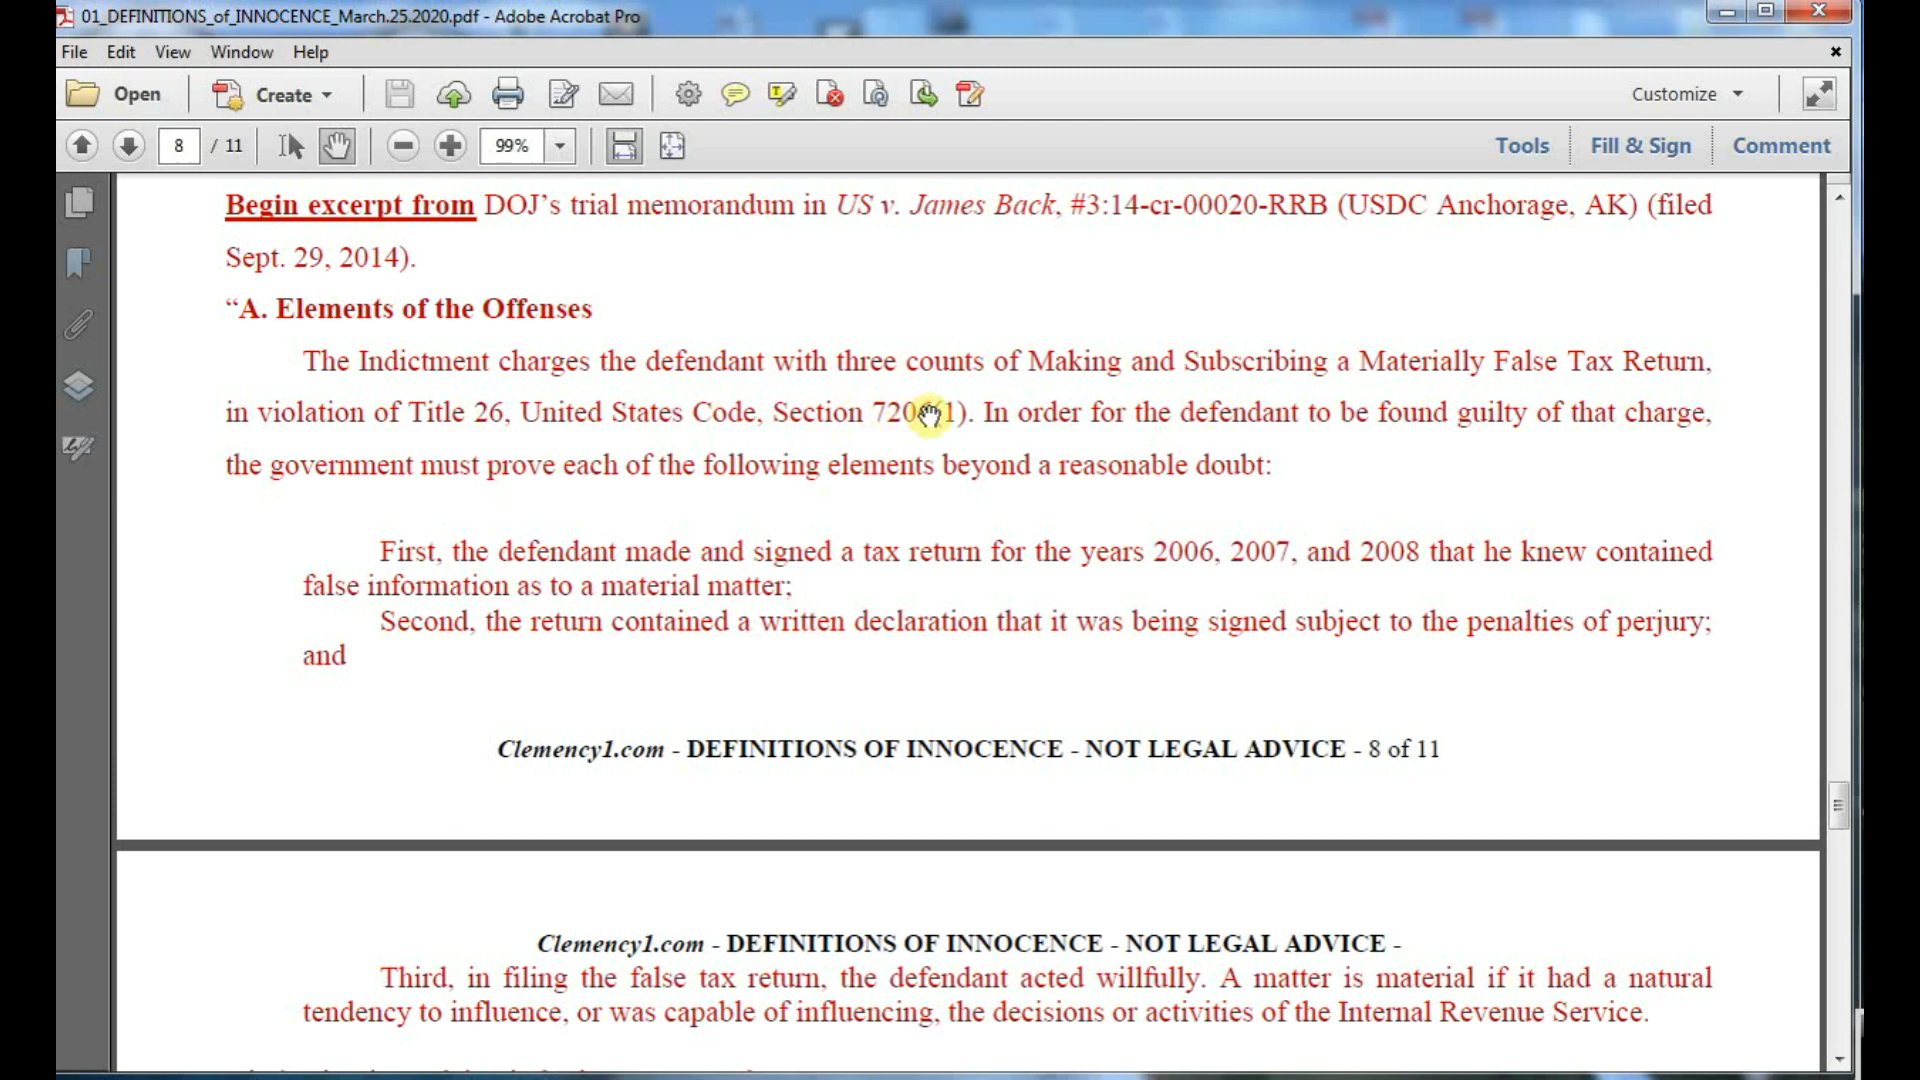 01_DEFINITIONS_of_INNOCENCE_March.25.2020.pdf - Adobe Acrobat Pro
File Edit View Window Help
Open Create Customize
8 / 11 99% Tools Fill & Sign Comment
Begin excerpt from DOJ’s trial memorandum in US v. James Back, #3:14-cr-00020-RRB (USDC Anchorage, AK) (filed
Sept. 29, 2014).
“A. Elements of the Offenses
The Indictment charges the defendant with three counts of Making and Subscribing a Materially False Tax Return,
in violation of Title 26, United States Code, Section 720 (1). In order for the defendant to be found guilty of that charge,
the government must prove each of the following elements beyond a reasonable doubt:
First, the defendant made and signed a tax return for the years 2006, 2007, and 2008 that he knew contained
false information as to a material matter;
Second, the return contained a written declaration that it was being signed subject to the penalties of perjury;
and
Clemency1.com - DEFINITIONS OF INNOCENCE - NOT LEGAL ADVICE - 8 of 11
Clemency1.com - DEFINITIONS OF INNOCENCE - NOT LEGAL ADVICE -
Third, in filing the false tax return, the defendant acted willfully. A matter is material if it had a natural
tendency to influence, or was capable of influencing, the decisions or activities of the Internal Revenue Service.